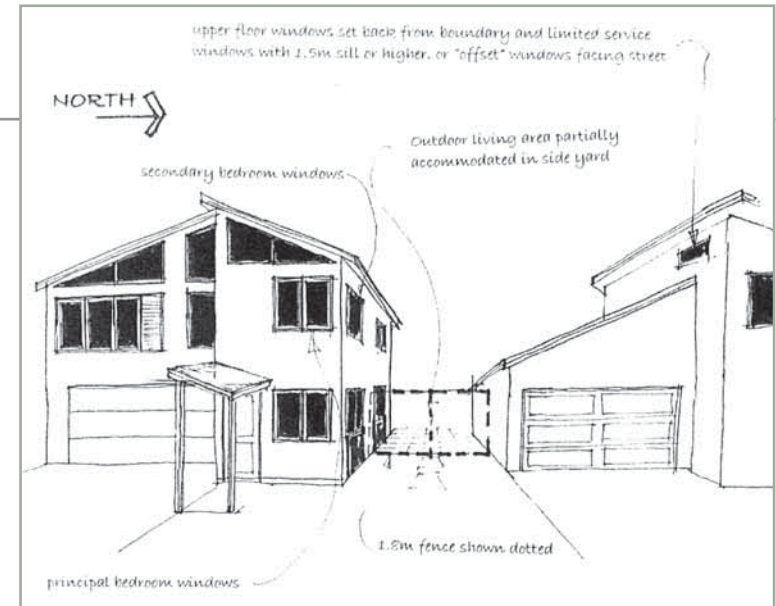 upper floor windows set back from boundary and limited service
windows with 1.5m sill or higher. or "offset" windows facing street
NORTH
Outdoor living area partially
accommodated in side yard
secondary bedroom windows
1.8m fence shown dotted
principal bedroom windows